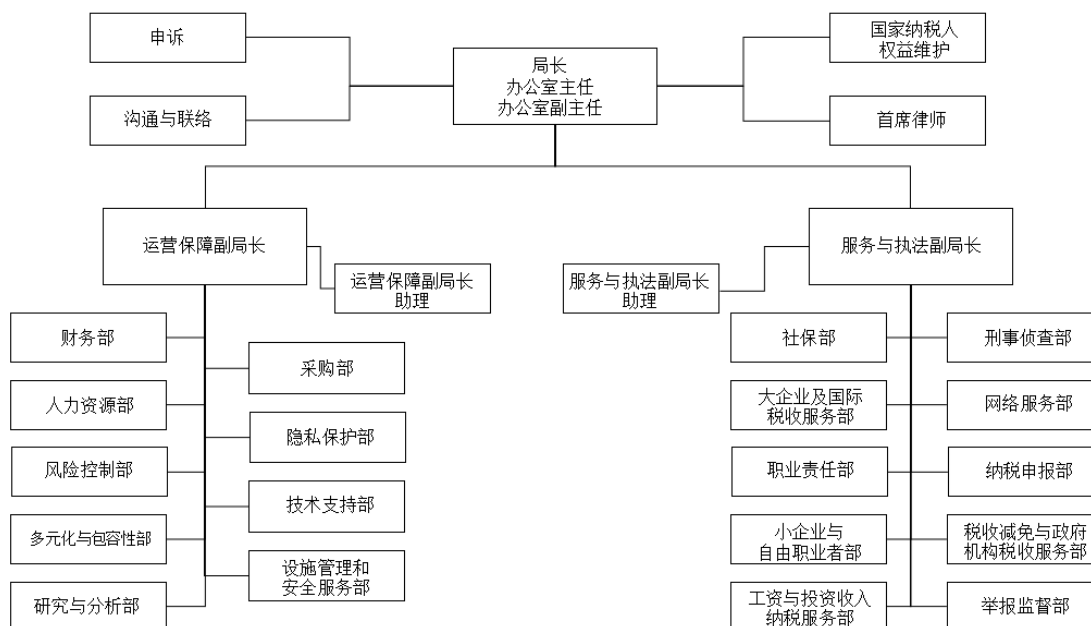 申诉
国家纳税人
权益维护
局长
办公室主任
办公室副主任
沟通与联络
首席律师
运营保障副局长
服务与执法副局长
运营保障副局长
助理
服务与执法副局长
助理
财务部
采购部
人力资源部
隐私保护部
风险控制部
技术支持部
多元化与包容性部
设施管理和
安全服务部
研究与分析部
社保部
刑事侦查部
大企业及国际
税收服务部
网络服务部
职业责任部
纳税申报部
小企业与
自由职业者部
税收减免与政府
机构税收服务部
工资与投资收入
纳税服务部
举报监督部